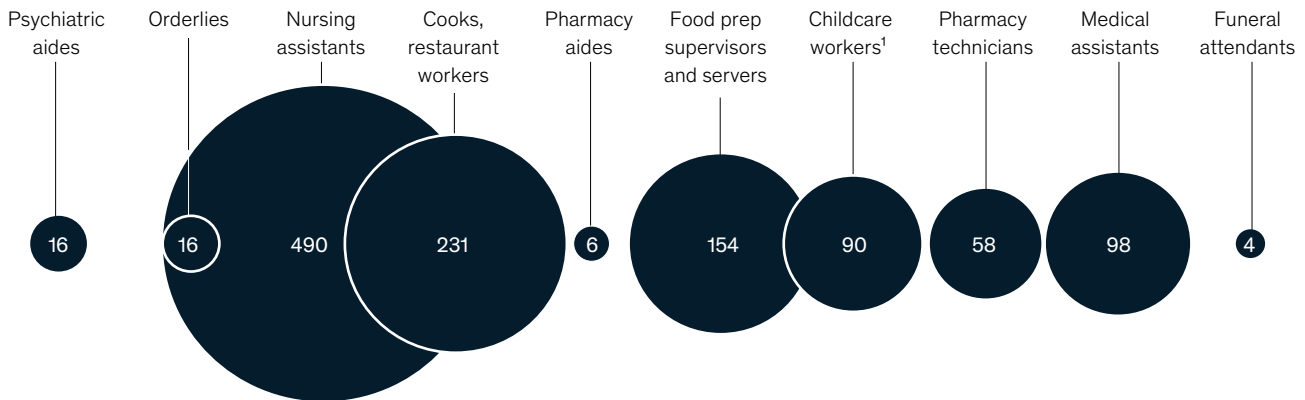 Psychiatric
aides
Orderlies
Nursing
assistants
Cooks,
restaurant
workers
Pharmacy
aides
Food prep
supervisors
and servers
Childcare
workers¹
Pharmacy
technicians
Medical
assistants
Funeral
attendants
16
16
490
231
6
154
90
58
98
4